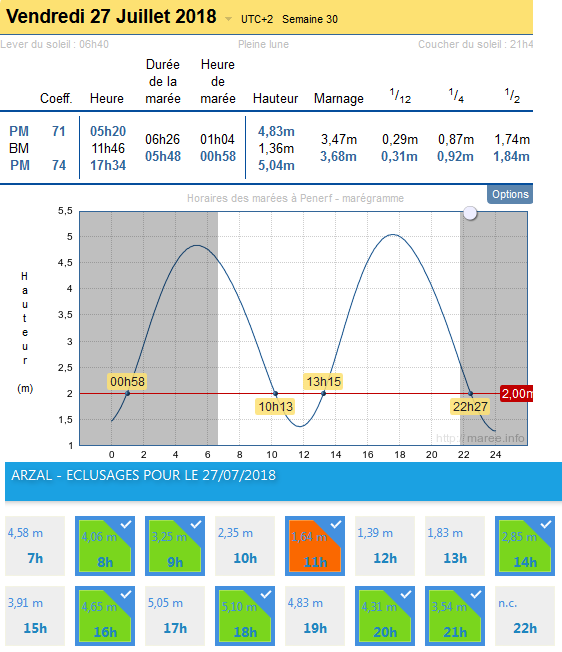 Vendredi 27 Juillet 2018 UTC+2 Semaine 30
Lever du soleil : 06h40 Pleine lune Coucher du soleil : 21h4
Coeff. Heure Durée de la marée Heure de marée Hauteur Marnage 1/12 1/4 1/2
PM 71 05h20 4,83m
BM 11h46 06h26 01h04 1,36m 3,47m 0,29m 0,87m 1,74m
PM 74 17h34 05h48 00h58 5,04m 3,68m 0,31m 0,92m 1,84m
Options
Horaires des marées à Penerf - marégramme
Hauteur (m)
5,5
5
4,5
4
3,5
3
2,5
2
1,5
1
00h58 13h15
2,00m
10h13 22h27
http://maree.info
0 2 4 6 8 10 12 14 16 18 20 22 24
ARZAL - ECLUSAGES POUR LE 27/07/2018
4,58 m 4,06 m 3,25 m 2,35 m 1,64 m 1,39 m 1,83 m 2,85 m
7h 8h 9h 10h 11h 12h 13h 14h
3,91 m 4,65 m 5,05 m 5,10 m 4,83 m 4,31 m 3,54 m n.c.
15h 16h 17h 18h 19h 20h 21h 22h